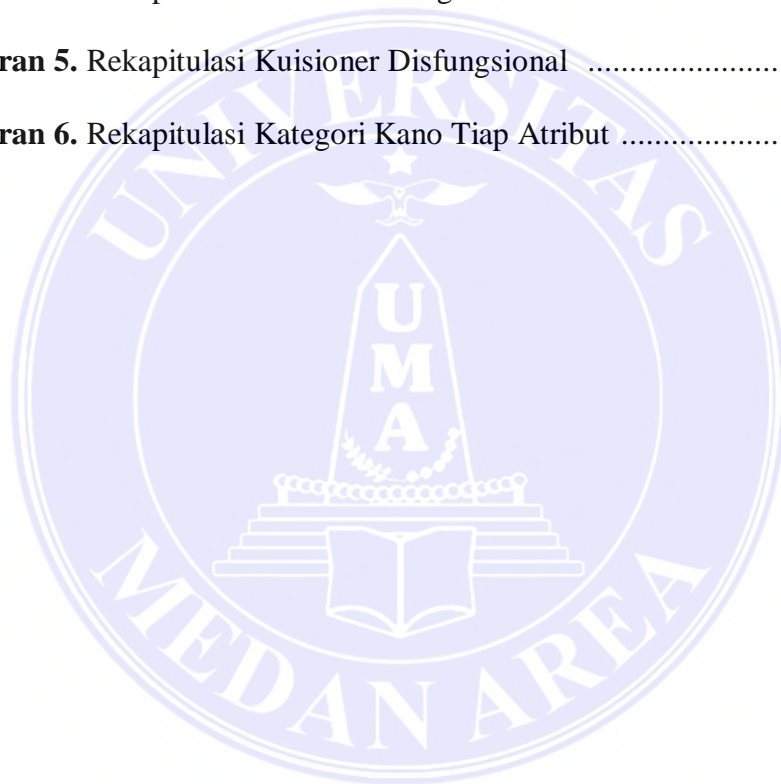 ran 5. Rekapitulasi Kuisioner Disfungsional .......................
ran 6. Rekapitulasi Kategori Kano Tiap Atribut ...................
UNIVERSITAS
U
M
A
MEDAN AREA